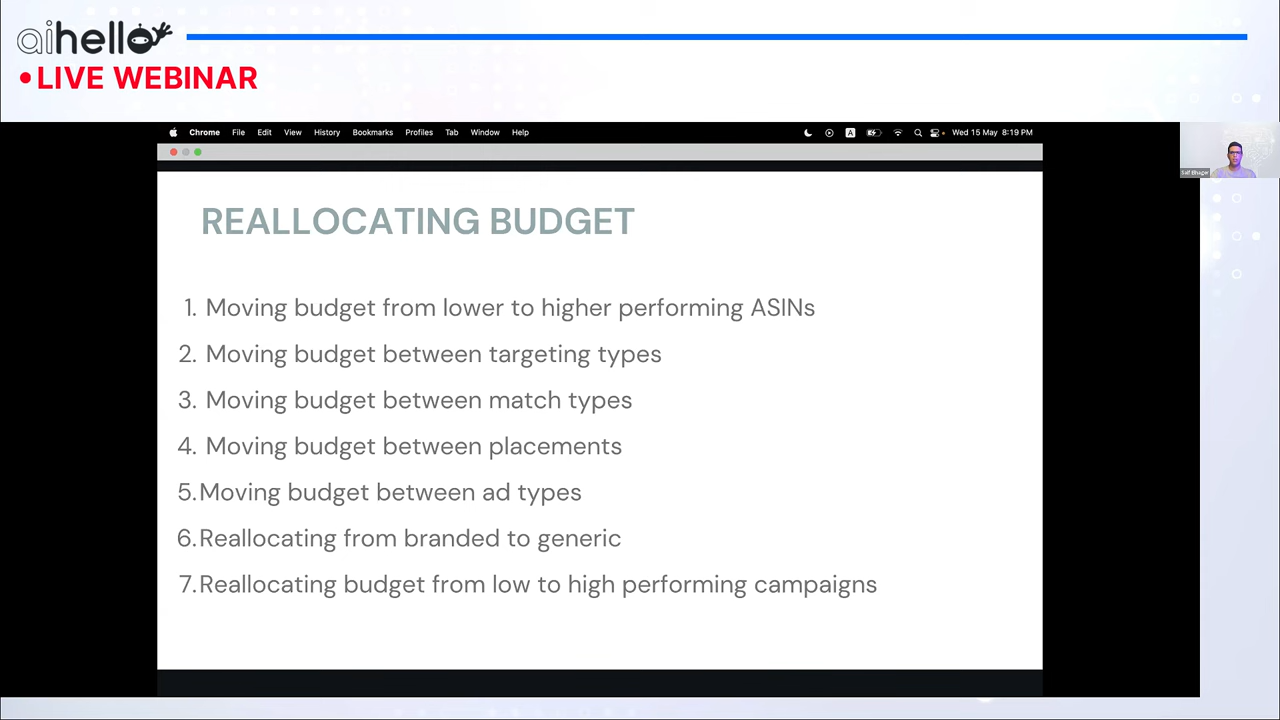 aihello
•LIVE WEBINAR
Chrome File Edit View History Bookmarks Profiles Tab Window Help
A
Wed 15 May 8:19 PM
REALLOCATING BUDGET
1. Moving budget from lower to higher performing ASINs
2. Moving budget between targeting types
3. Moving budget between match types
4. Moving budget between placements
5. Moving budget between ad types
6. Reallocating from branded to generic
7. Reallocating budget from low to high performing campaigns